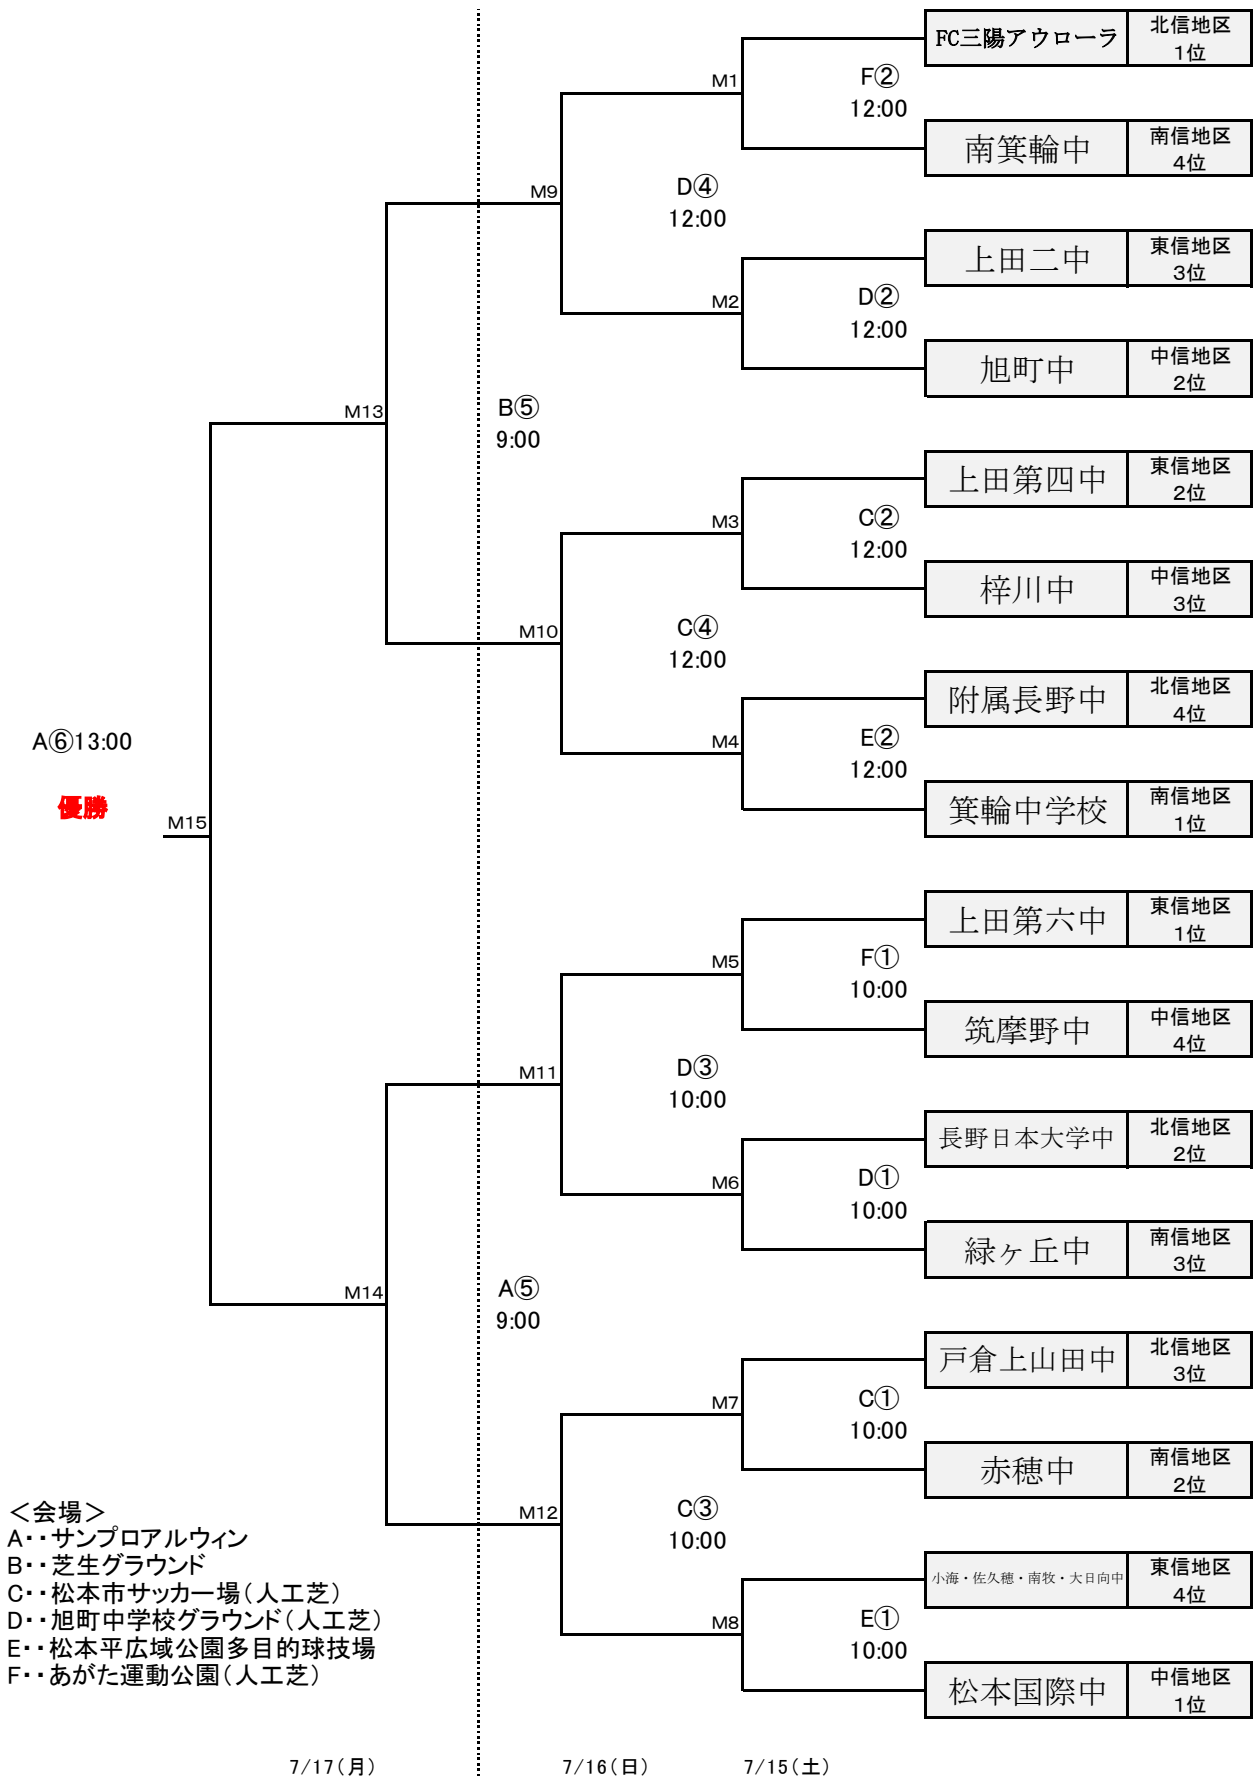 FC三陽アウローラ
北信地区
1位
M1
F②
12:00
南箕輪中
南信地区
4位
M9
D④
12:00
上田二中
東信地区
3位
M2
D②
12:00
旭町中
中信地区
2位
M13
B⑤
9:00
上田第四中
東信地区
2位
M3
C②
12:00
梓川中
中信地区
3位
M10
C④
12:00
附属長野中
北信地区
4位
M4
E②
12:00
箕輪中学校
南信地区
1位
A⑥13:00
優勝
M15
上田第六中
東信地区
1位
M5
F①
10:00
筑摩野中
中信地区
4位
M11
D③
10:00
長野日本大学中
北信地区
2位
M6
D①
10:00
緑ヶ丘中
南信地区
3位
M14
A⑤
9:00
戸倉上山田中
北信地区
3位
M7
C①
10:00
赤穂中
南信地区
2位
M12
C③
10:00
小海・佐久穂・南牧・大日向中
東信地区
4位
M8
E①
10:00
松本国際中
中信地区
1位
＜会場＞
A・・サンプロアルウィン
B・・芝生グラウンド
C・・松本市サッカー場（人工芝）
D・・旭町中学校グラウンド（人工芝）
E・・松本平広域公園多目的球技場
F・・あがた運動公園（人工芝）
7/17（月）
7/16（日）
7/15（土）